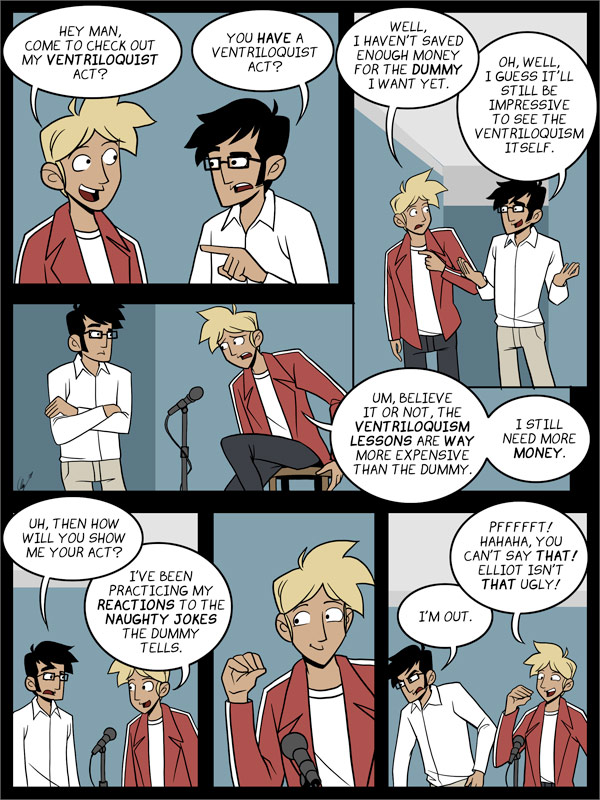 HEY MAN,
COME TO CHECK OUT
MY VENTRILOQUIST
ACT?
YOU HAVE A
VENTRILOQUIST
ACT?
WELL,
I HAVEN'T SAVED
ENOUGH MONEY
FOR THE DUMMY
I WANT YET.
OH, WELL,
I GUESS IT'LL
STILL BE
IMPRESSIVE
TO SEE THE
VENTRILOQUISM
ITSELF.
UM, BELIEVE
IT OR NOT, THE
VENTRILOQUISM
LESSONS ARE WAY
MORE EXPENSIVE
THAN THE DUMMY.
I STILL
NEED MORE
MONEY.
UH, THEN HOW
WILL YOU SHOW
ME YOUR ACT?
I'VE BEEN
PRACTICING MY
REACTIONS TO THE
NAUGHTY JOKES
THE DUMMY
TELLS.
PFFFFFT!
HAHAHA, YOU
CAN'T SAY THAT!
ELLIOT ISN'T
THAT UGLY!
I'M OUT.